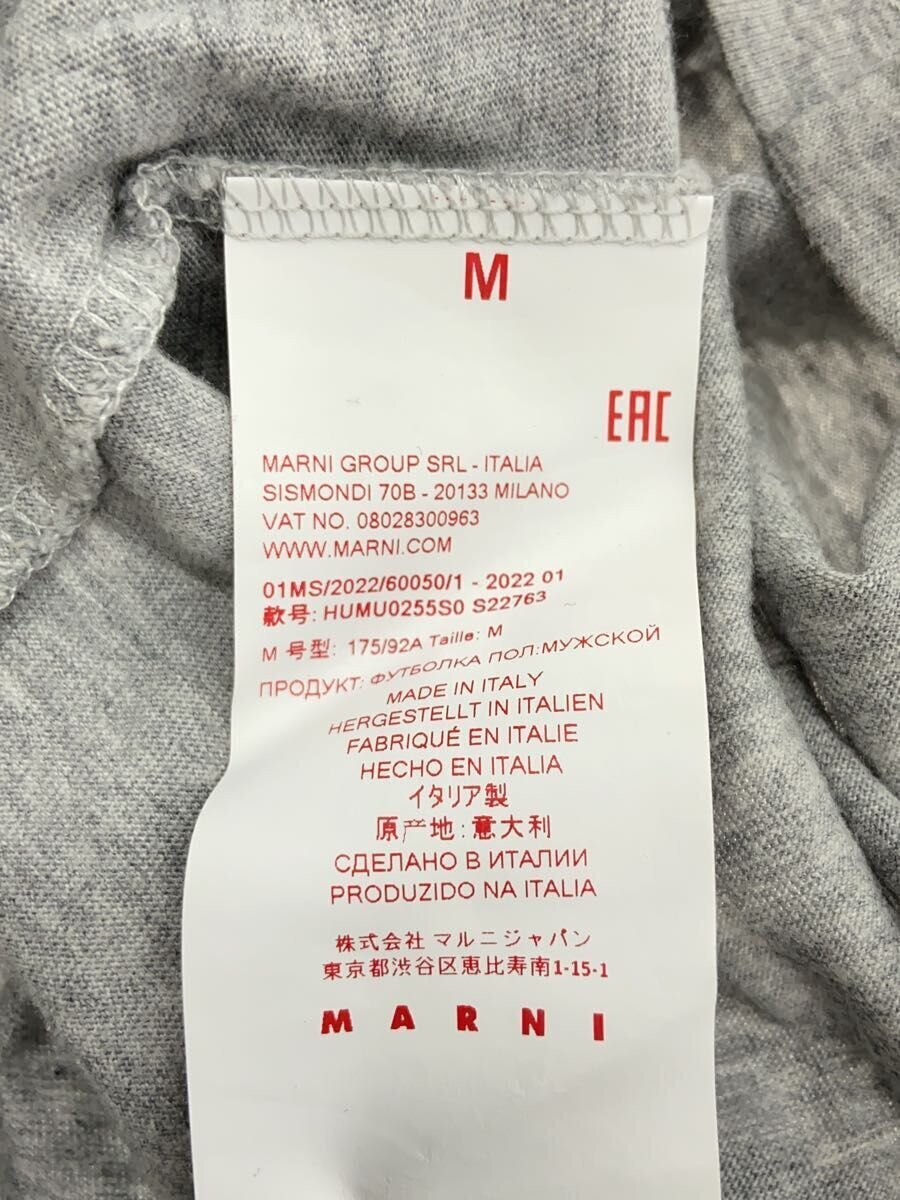 M
EAC
MARNI GROUP SRL - ITALIA
SISMONDI 70B - 20133 MILANO
VAT NO. 08028300963
WWW.MARNI.COM
01MS/2022/60050/1 - 2022 01
款号: HUMU0255S0 S22763
M 号型: 175/92A Taille: M
ПРОДУКТ: ФУТБОЛКА ПОЛ:МУЖСКОЙ
MADE IN ITALY
HERGESTELLT IN ITALIEN
FABRIQUÉ EN ITALIE
HECHO EN ITALIA
イタリア製
原产地: 意大利
СДЕЛАНО В ИТАЛИИ
PRODUZIDO NA ITALIA
株式会社 マルニジャパン
東京都渋谷区恵比寿南1-15-1
MARNI